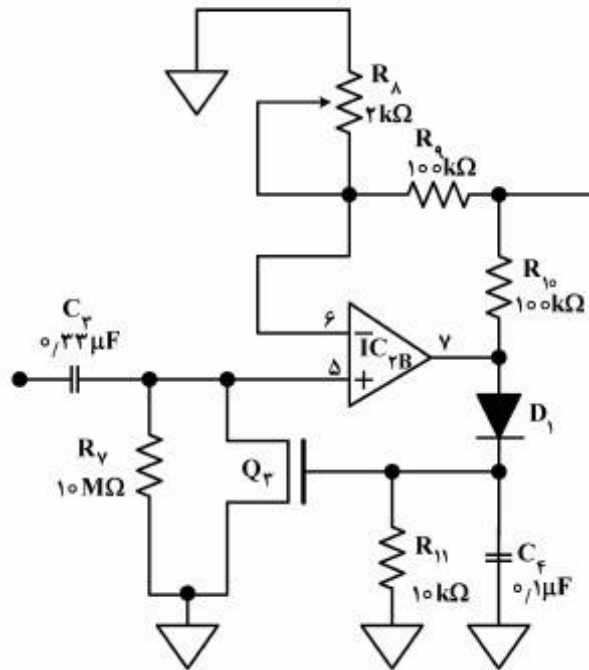 R۸
۲kΩ
R۹
۱۰۰kΩ
R۱۰
۱۰۰kΩ
C۳
۰/۳۳μF
۶
۷
IC۲B
۵
R۷
۱۰MΩ
Q۳
D۱
R۱۱
۱۰kΩ
C۴
۰/۱μF